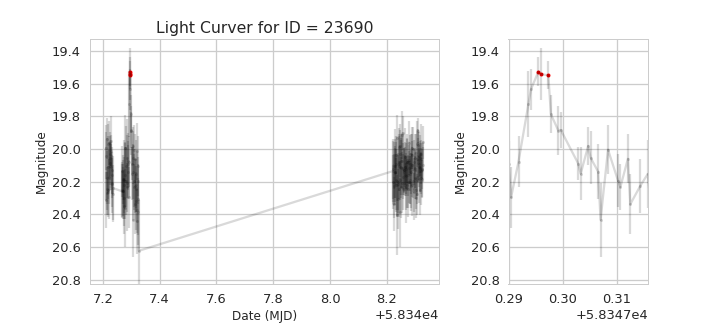 Light Curver for ID = 23690
19.4
19.6
19.8
20.0
20.2
20.4
20.6
20.8
Magnitude
7.2 7.4 7.6 7.8 8.0 8.2
Date (MJD) +5.834e4
19.4
19.6
19.8
20.0
20.2
20.4
20.6
20.8
Magnitude
0.29 0.30 0.31
+5.8347e4